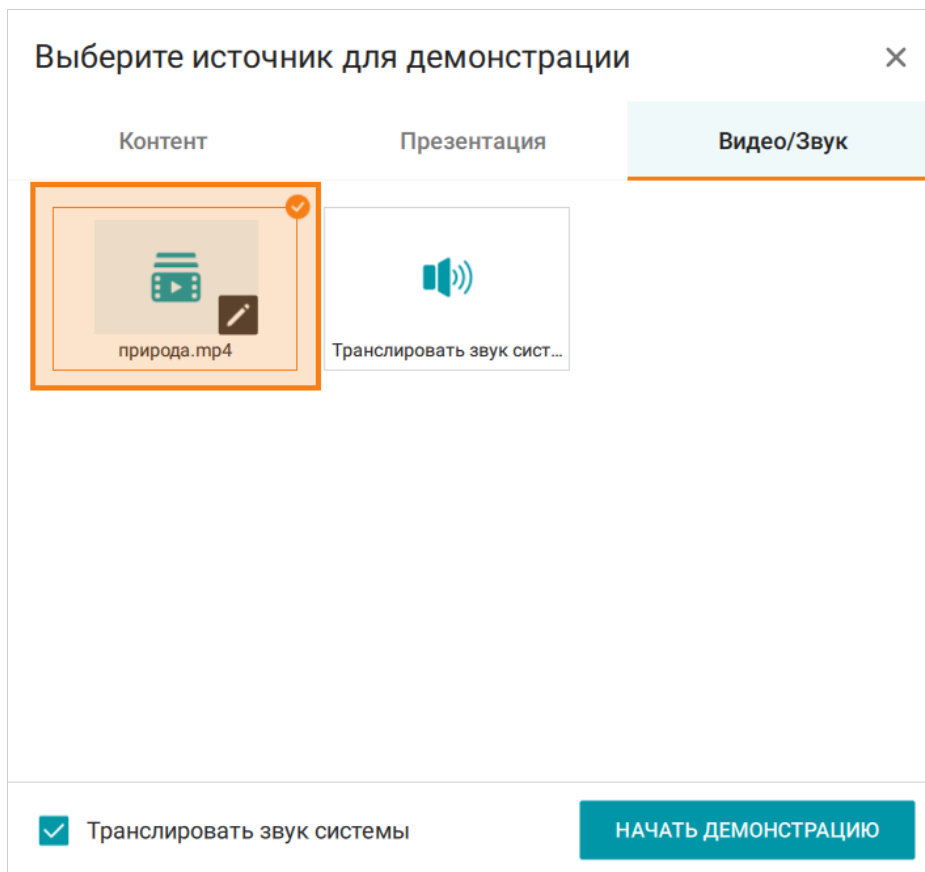 Выберите источник для демонстрации
Контент
Презентация
Видео/Звук
природа.mp4
Транслировать звук сист...
Транслировать звук системы
НАЧАТЬ ДЕМОНСТРАЦИЮ